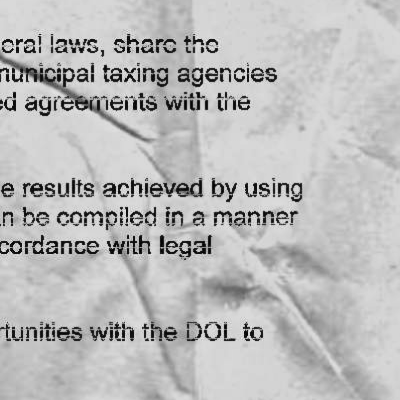 eral laws, share the
municipal taxing agencies
ed agreements with the
e results achieved by using
an be compiled in a manner
cordance with legal
rtunities with the DOL to